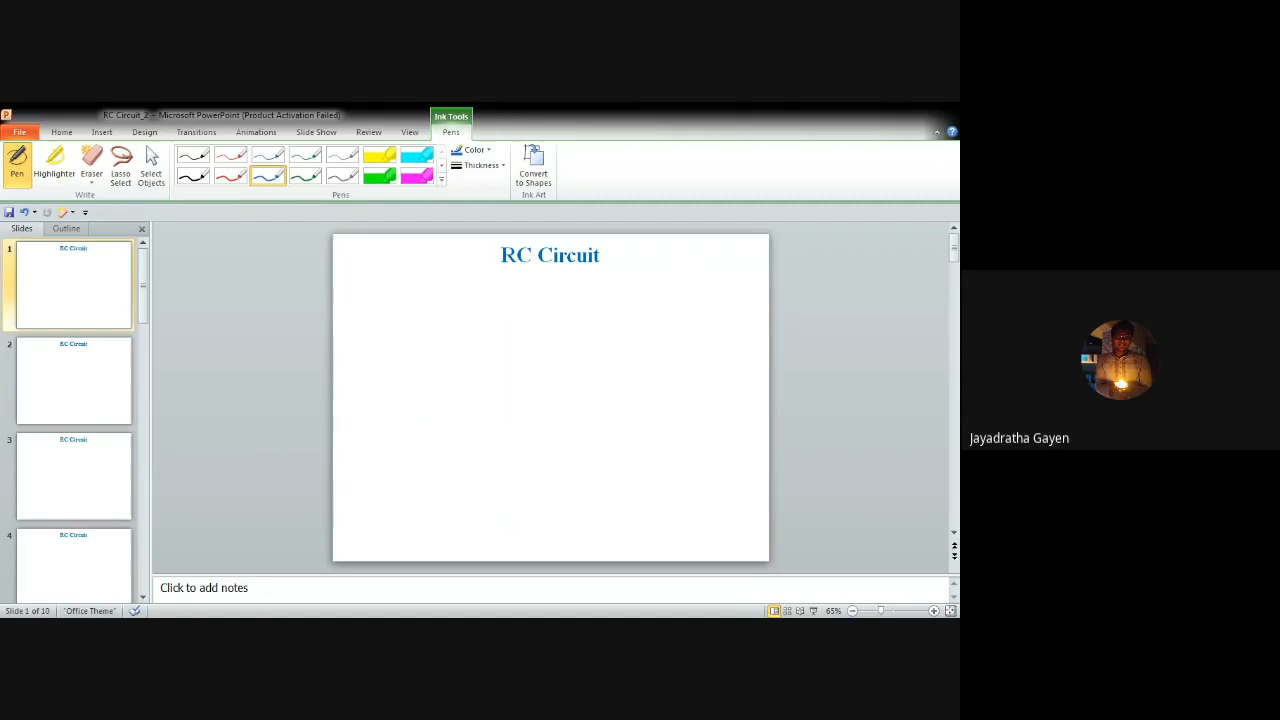 RC Circuit_2 - Microsoft PowerPoint (Product Activation Failed)
Ink Tools
File Home Insert Design Transitions Animations Slide Show Review View Pens
Pen Highlighter Eraser Lasso Select Select Objects
Color
Thickness
Convert to Shapes
Write Pens Ink Art
Slides Outline
1 RC Circuit
2 RC Circuit
3 RC Circuit
4 RC Circuit
RC Circuit
Click to add notes
Slide 1 of 10 "Office Theme" 65%
Jayadratha Gayen